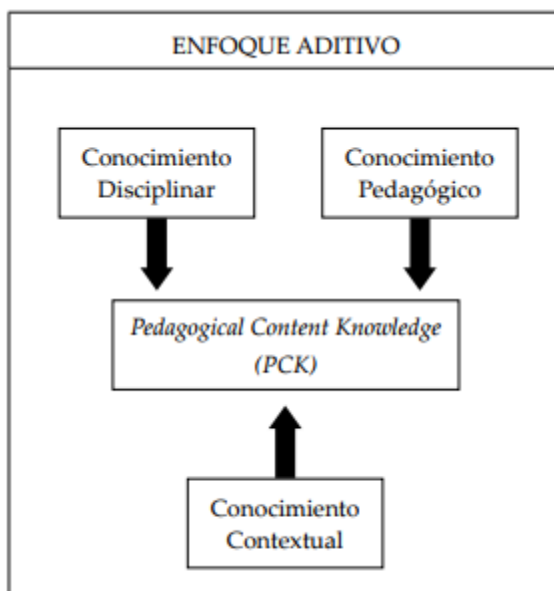 ENFOQUE ADITIVO
Conocimiento
Disciplinar
Conocimiento
Pedagógico
Pedagogical Content Knowledge
(PCK)
Conocimiento
Contextual